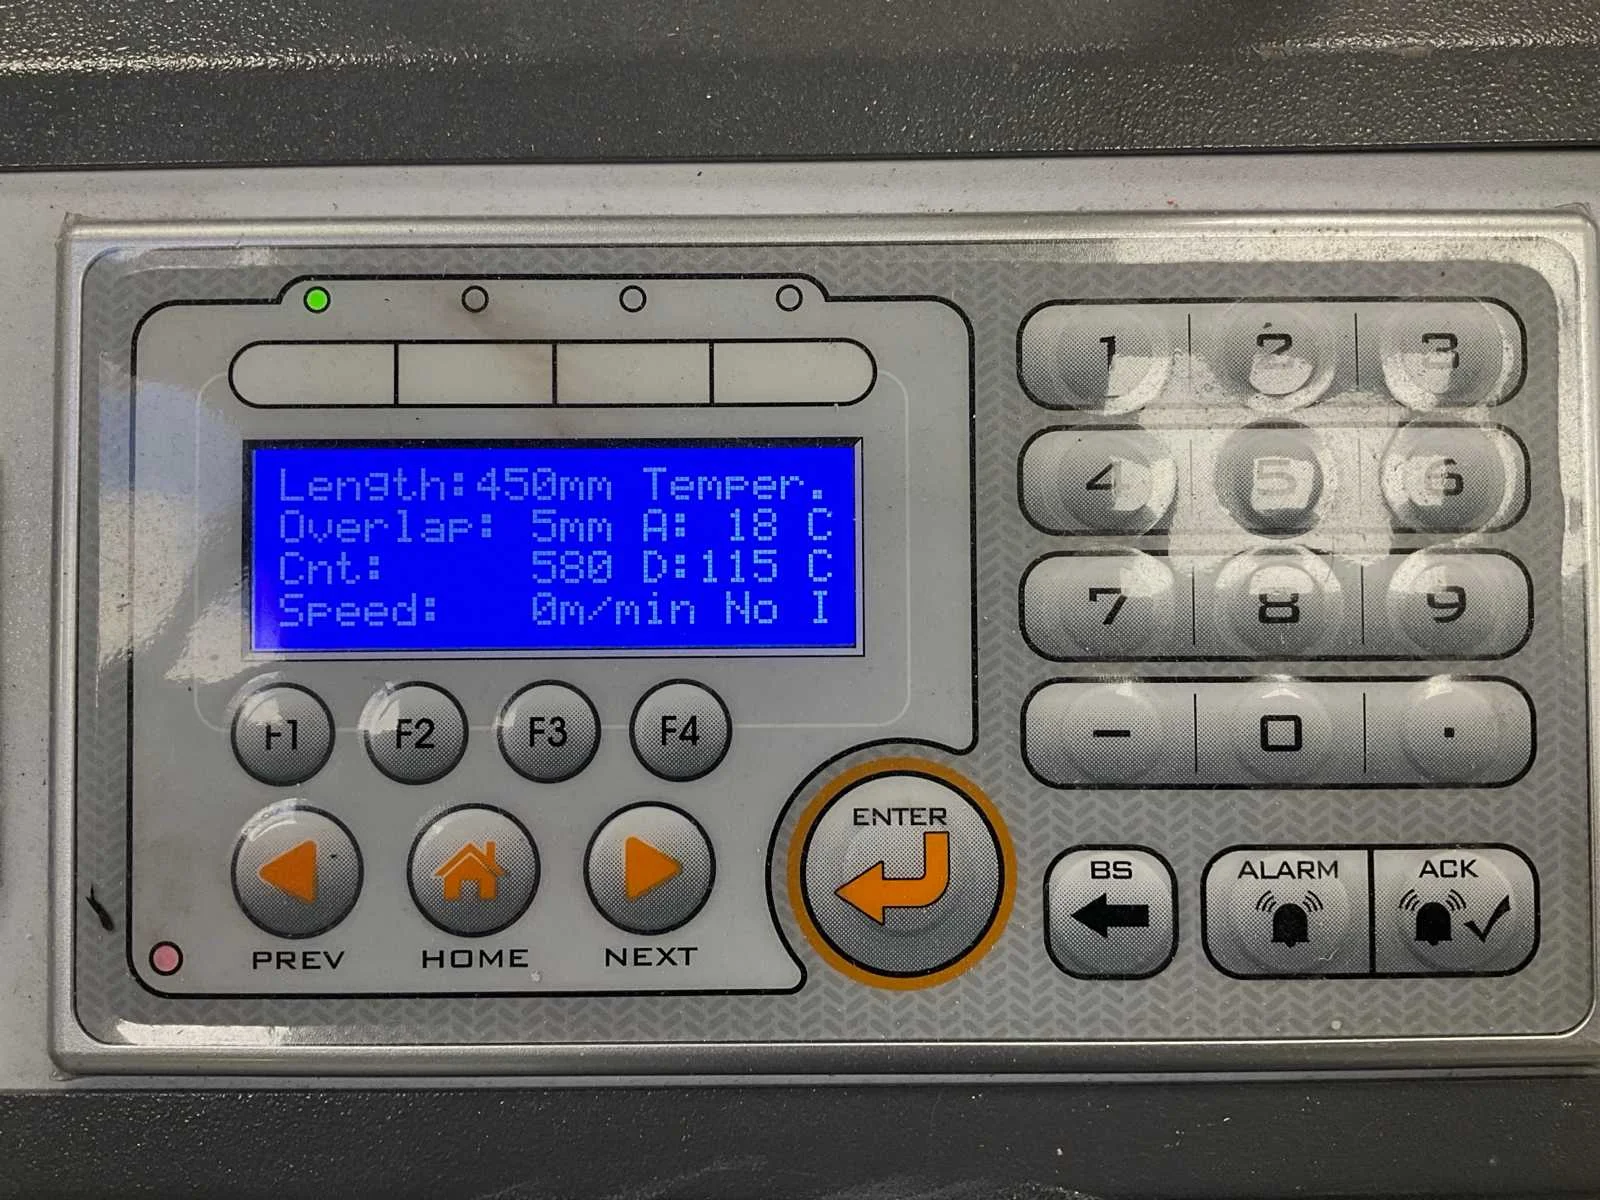 Length:450mm Temper.
Overlap: 5mm A: 18 C
Cnt: 580 D:115 C
Speed: 0m/min No I
F1 F2 F3 F4
PREV HOME NEXT
ENTER
1 2 3
4 5 6
7 8 9
- 0 .
BS ALARM ACK